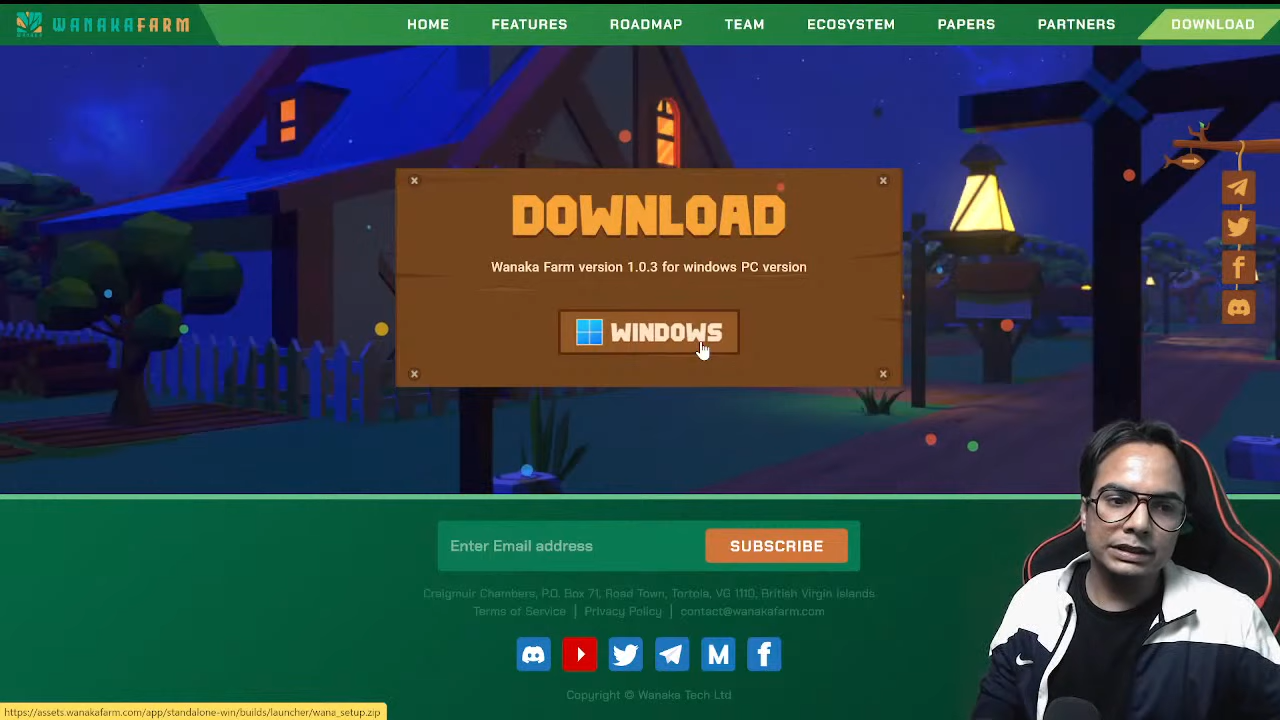 WANAKAFARM
HOME FEATURES ROADMAP TEAM ECOSYSTEM PAPERS PARTNERS DOWNLOAD
DOWNLOAD
Wanaka Farm version 1.0.3 for windows PC version
WINDOWS
Enter Email address
SUBSCRIBE
Craigmuir Chambers, P.O. Box 71, Road Town, Tortola, VG 1110, British Virgin Islands.
Terms of Service | Privacy Policy | contact@wanakafarm.com
Copyright © Wanaka Tech Ltd
https://assets.wanakafarm.com/app/standalone-win/builds/launcher/wana_setup.zip